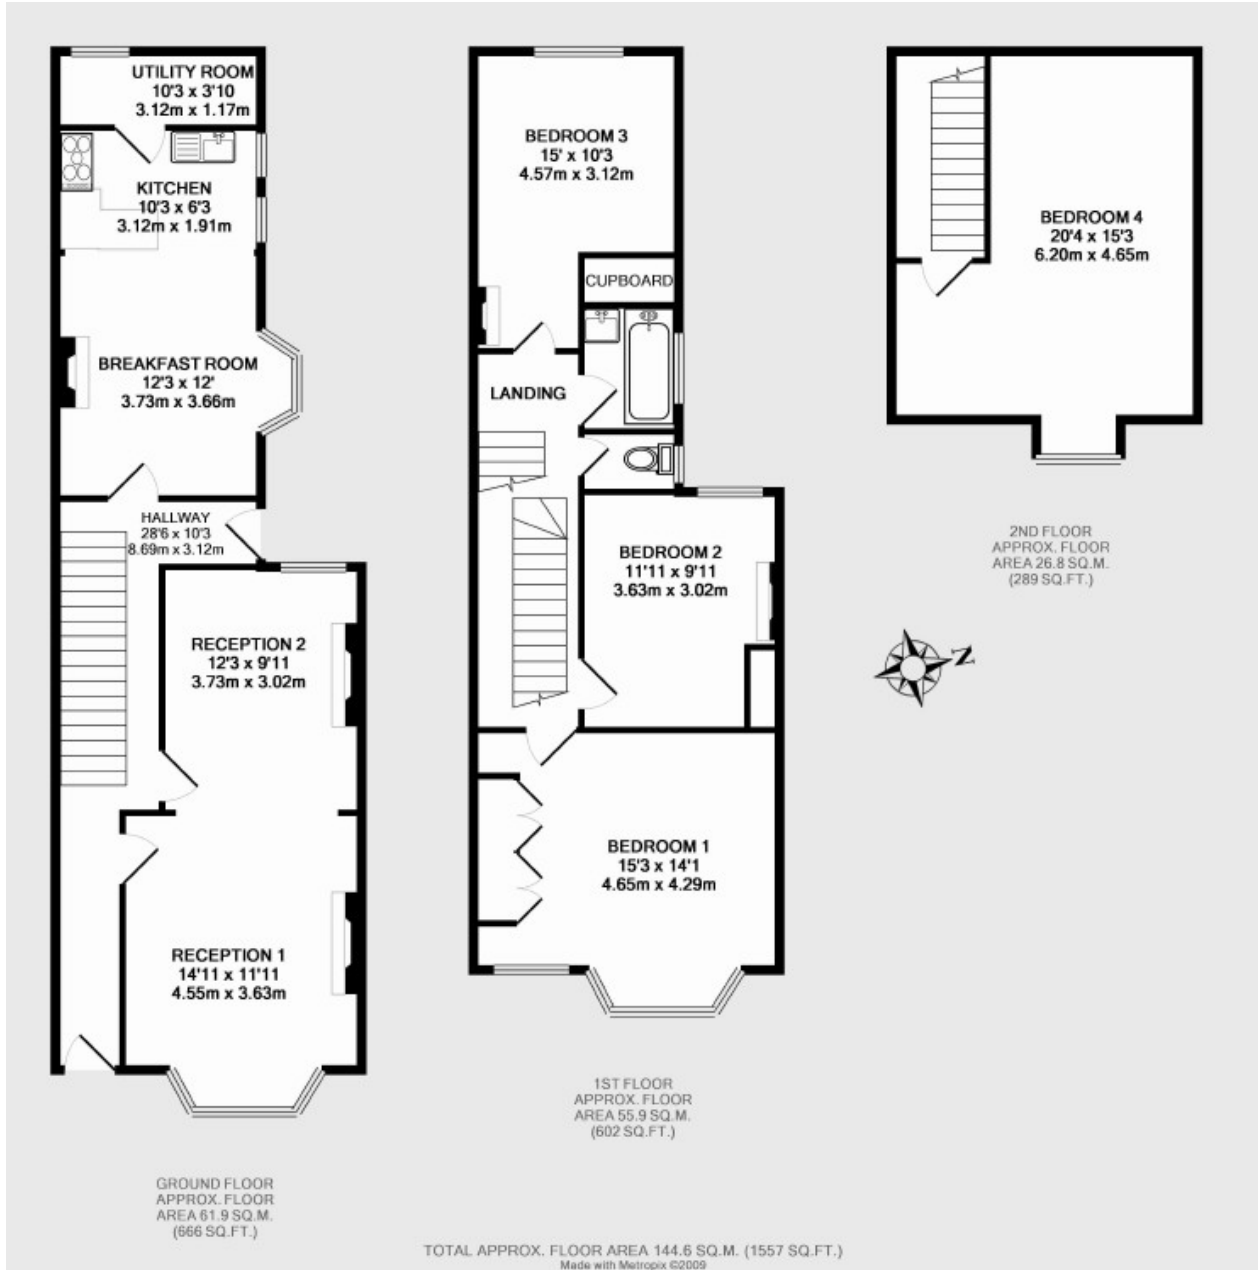 UTILITY ROOM
10'3 x 3'10
3.12m x 1.17m
KITCHEN
10'3 x 6'3
3.12m x 1.91m
BREAKFAST ROOM
12'3 x 12'
3.73m x 3.66m
HALLWAY
28'6 x 10'3
8.69m x 3.12m
RECEPTION 2
12'3 x 9'11
3.73m x 3.02m
RECEPTION 1
14'11 x 11'11
4.55m x 3.63m
GROUND FLOOR
APPROX. FLOOR
AREA 61.9 SQ.M.
(666 SQ.FT.)
BEDROOM 3
15' x 10'3
4.57m x 3.12m
CUPBOARD
LANDING
BEDROOM 2
11'11 x 9'11
3.63m x 3.02m
BEDROOM 1
15'3 x 14'1
4.65m x 4.29m
1ST FLOOR
APPROX. FLOOR
AREA 55.9 SQ.M.
(602 SQ.FT.)
BEDROOM 4
20'4 x 15'3
6.20m x 4.65m
2ND FLOOR
APPROX. FLOOR
AREA 26.8 SQ.M.
(289 SQ.FT.)
N
TOTAL APPROX. FLOOR AREA 144.6 SQ.M. (1557 SQ.FT.)
Made with Metropix ©2009